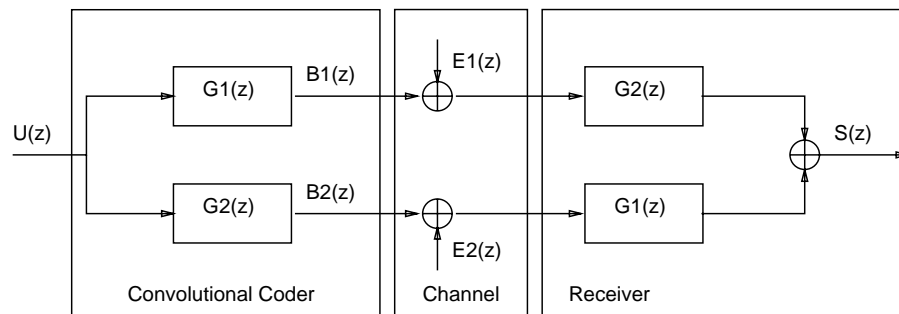 E1(z)
B1(z)
G1(z)
G2(z)
U(z)
S(z)
B2(z)
G2(z)
G1(z)
E2(z)
Convolutional Coder
Channel
Receiver